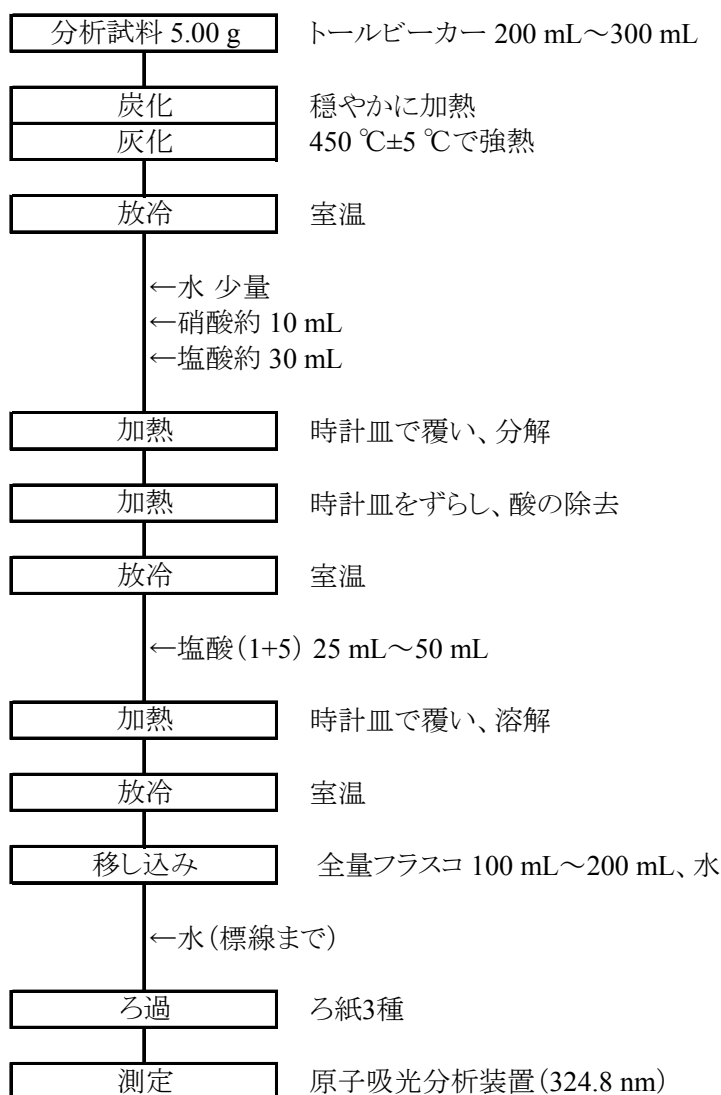 分析試料 5.00 g トールビーカー 200 mL～300 mL
炭化 穏やかに加熱
灰化 450 ℃±5 ℃で強熱
放冷 室温
←水 少量
←硝酸約 10 mL
←塩酸約 30 mL
加熱 時計皿で覆い、分解
加熱 時計皿をずらし、酸の除去
放冷 室温
←塩酸（1+5） 25 mL～50 mL
加熱 時計皿で覆い、溶解
放冷 室温
移し込み 全量フラスコ 100 mL～200 mL、水
←水（標線まで）
ろ過 ろ紙3種
測定 原子吸光分析装置（324.8 nm）